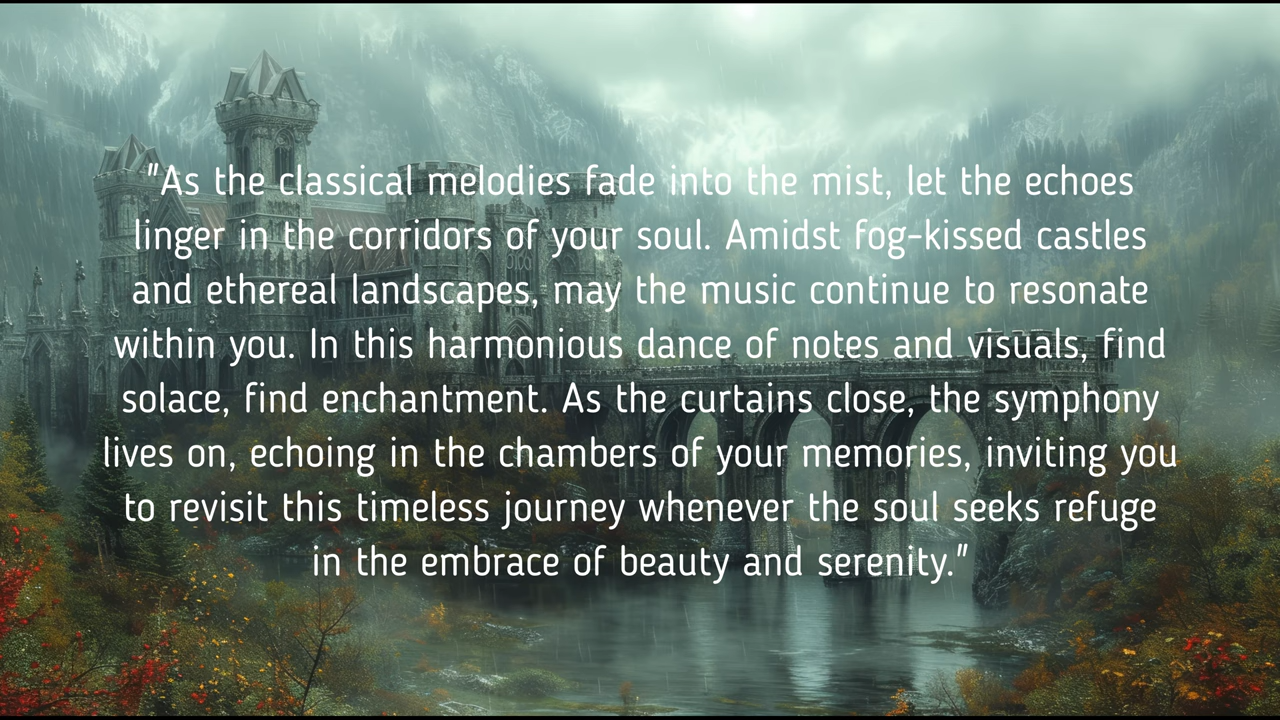 "As the classical melodies fade into the mist, let the echoes
linger in the corridors of your soul. Amidst fog-kissed castles
and ethereal landscapes, may the music continue to resonate
within you. In this harmonious dance of notes and visuals, find
solace, find enchantment. As the curtains close, the symphony
lives on, echoing in the chambers of your memories, inviting you
to revisit this timeless journey whenever the soul seeks refuge
in the embrace of beauty and serenity."